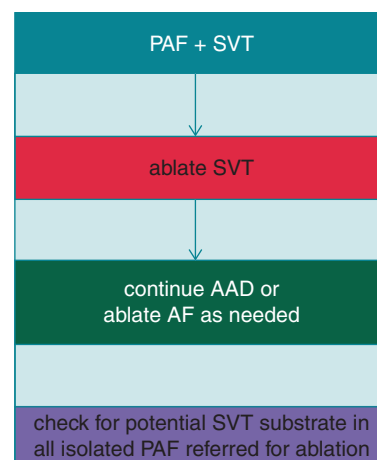 PAF + SVT
ablate SVT
continue AAD or
ablate AF as needed
check for potential SVT substrate in
all isolated PAF referred for ablation